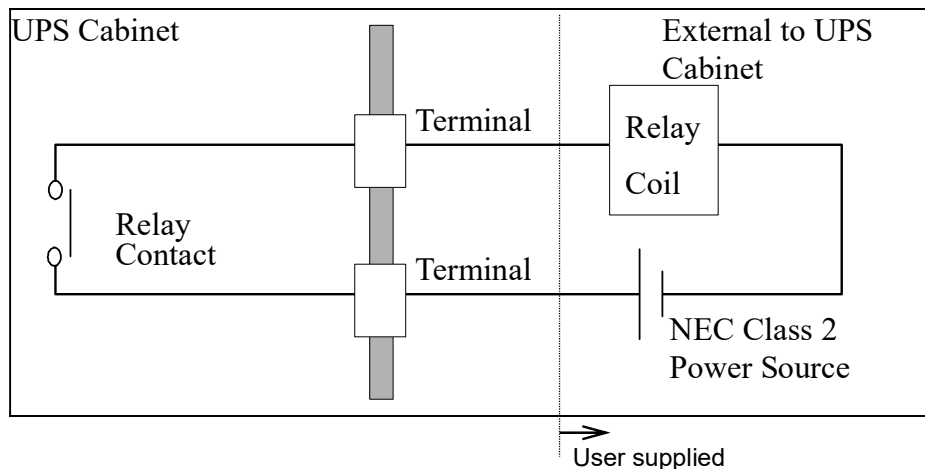 UPS Cabinet
External to UPS
Cabinet
Terminal
Relay
Coil
Relay
Contact
Terminal
NEC Class 2
Power Source
User supplied